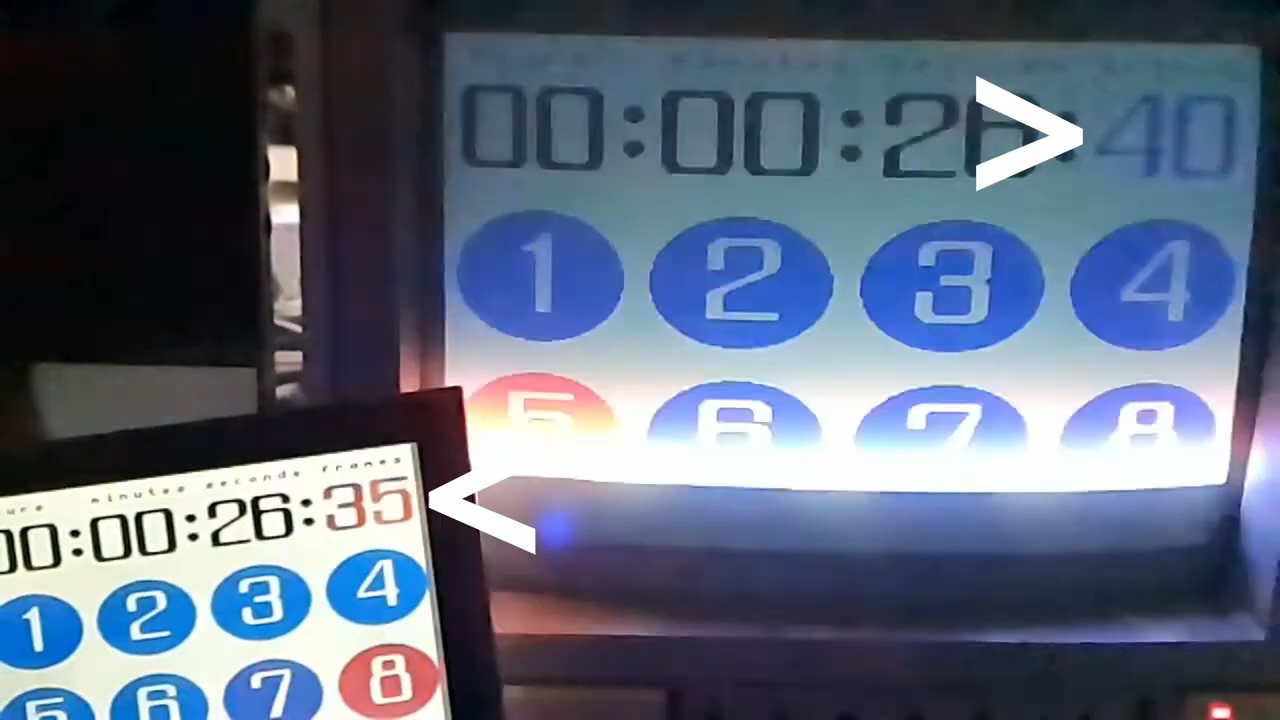 00:00:26:40
>
1 2 3 4
5 6 7 8
minutes seconds frames
00:00:26:35
<
1 2 3 4
5 6 7 8